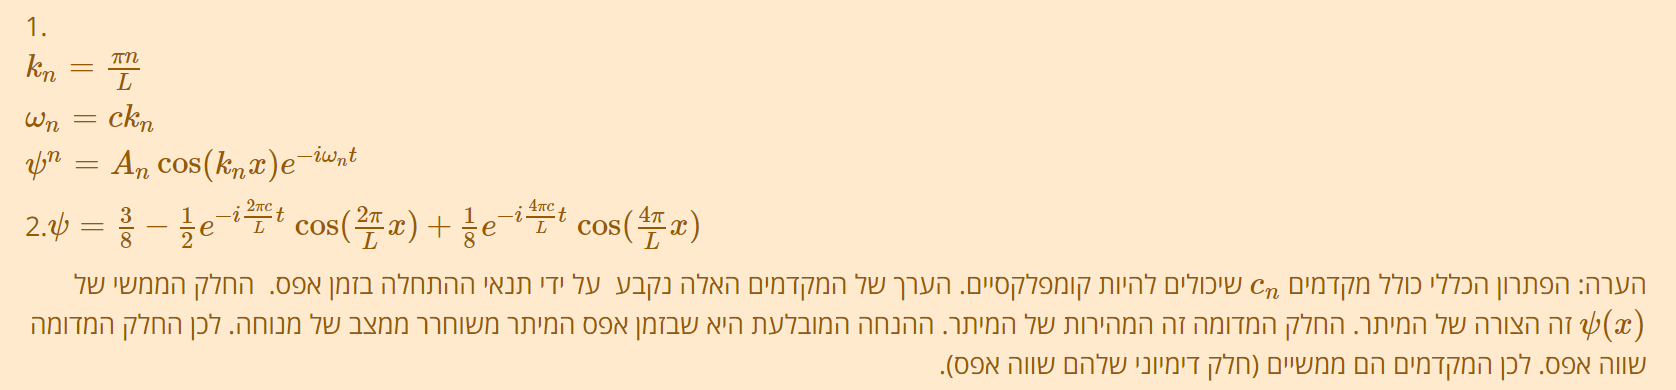 1.
kₙ = πn/L
ωₙ = ckₙ
ψⁿ = Aₙ cos(kₙx)e^{−iωₙt}
2.ψ = 3/8 − 1/2 e^{−i 2πc/L t} cos(2π/L x) + 1/8 e^{−i 4πc/L t} cos(4π/L x)
הערה: הפתרון הכללי כולל מקדמים cₙ שיכולים להיות קומפלקסיים. הערך של המקדמים האלה נקבע על ידי תנאי ההתחלה בזמן אפס. החלק הממשי של
ψ(x) זה הצורה של המיתר. החלק המדומה זה המהירות של המיתר. ההנחה המובלעת היא שבזמן אפס המיתר משוחרר ממצב של מנוחה. לכן החלק המדומה
שווה אפס. לכן המקדמים הם ממשיים (חלק דימיוני שלהם שווה אפס).